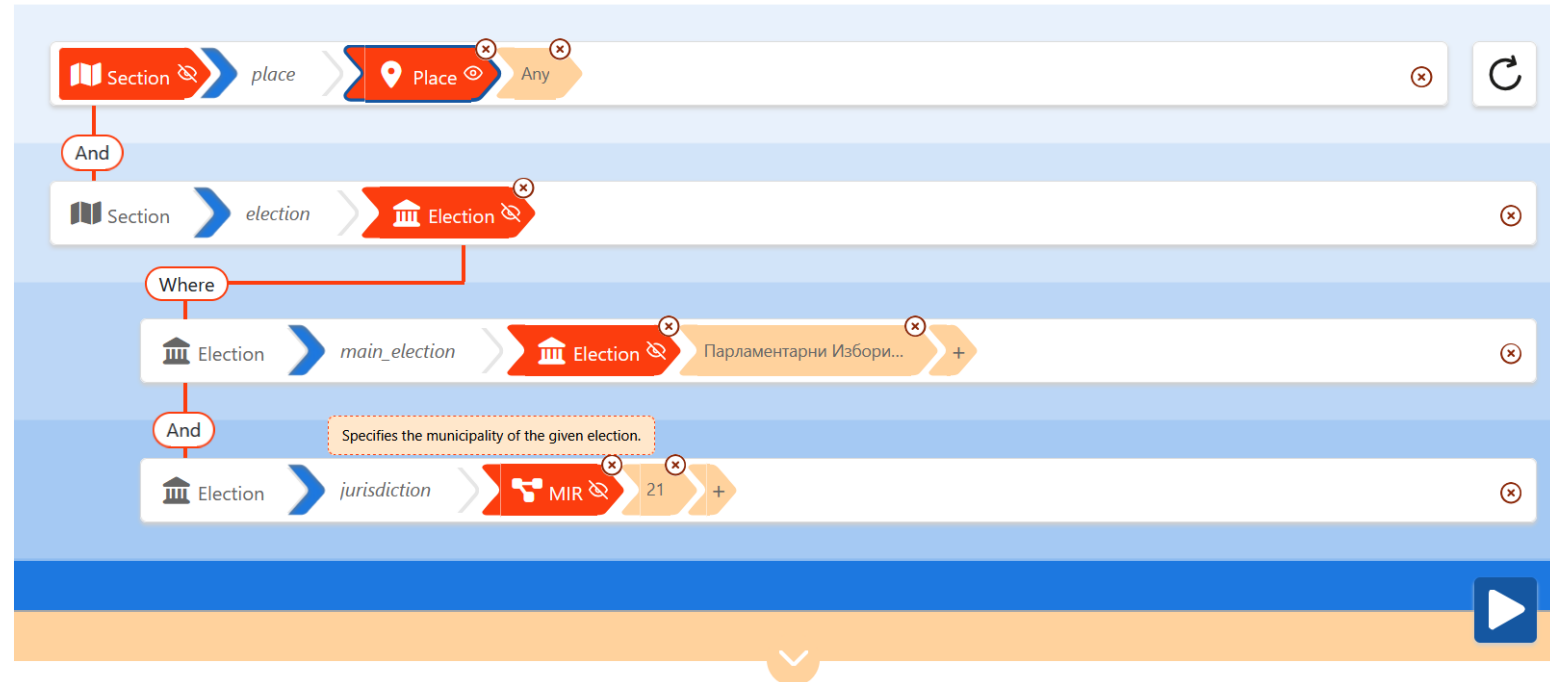 Section place Place Any
And
Section election Election
Where
Election main_election Election Парламентарни Избори... +
And
Specifies the municipality of the given election.
Election jurisdiction MIR 21 +